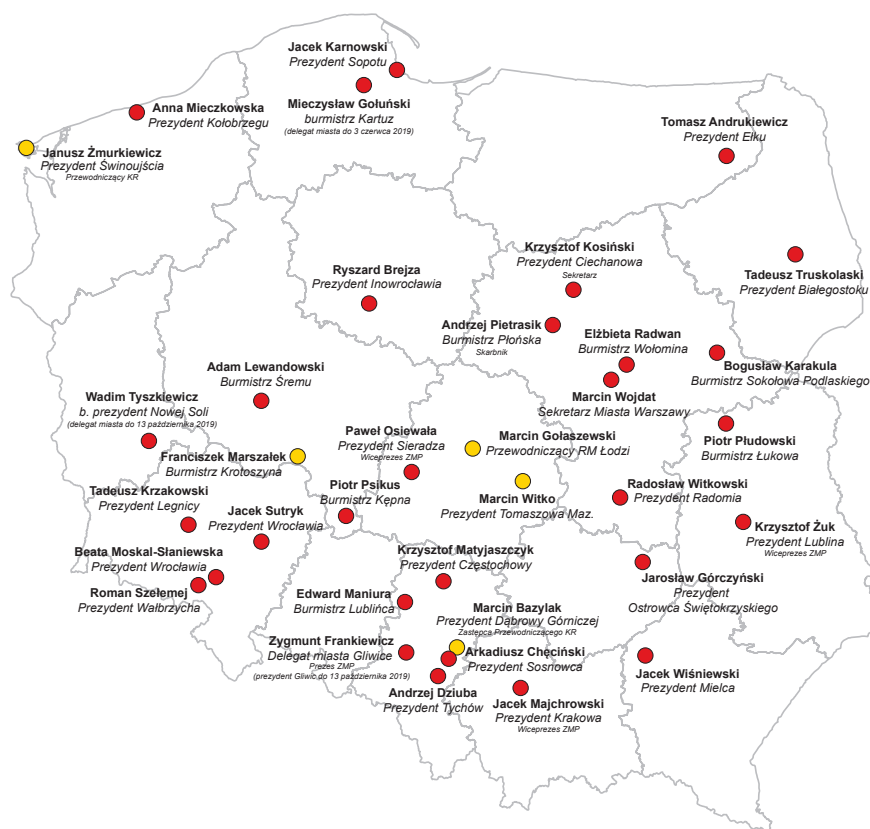 Jacek Karnowski
Prezydent Sopotu
Mieczysław Gołuński
burmistrz Kartuz
(delegat miasta do 3 czerwca 2019)
Anna Mieczkowska
Prezydent Kołobrzegu
Tomasz Andrukiewicz
Prezydent Ełku
Janusz Żmurkiewicz
Prezydent Świnoujścia
Przewodniczący KR
Krzysztof Kosiński
Prezydent Ciechanowa
Sekretarz
Ryszard Brejza
Prezydent Inowrocławia
Tadeusz Truskolaski
Prezydent Białegostoku
Andrzej Pietrasik
Burmistrz Płońska
Skarbnik
Elżbieta Radwan
Burmistrz Wołomina
Bogusław Karakula
Burmistrz Sokołowa Podlaskiego
Adam Lewandowski
Burmistrz Śremu
Marcin Wojdat
Sekretarz Miasta Warszawy
Wadim Tyszkiewicz
b. prezydent Nowej Soli
(delegat miasta do 13 października 2019)
Paweł Osiewała
Prezydent Sieradza
Wiceprezes ZMP
Marcin Gołaszewski
Przewodniczący RM Łodzi
Piotr Płudowski
Burmistrz Łukowa
Franciszek Marszałek
Burmistrz Krotoszyna
Piotr Psikus
Burmistrz Kępna
Marcin Witko
Prezydent Tomaszowa Maz.
Radosław Witkowski
Prezydent Radomia
Tadeusz Krzakowski
Prezydent Legnicy
Jacek Sutryk
Prezydent Wrocławia
Krzysztof Żuk
Prezydent Lublina
Wiceprezes ZMP
Beata Moskal-Słaniewska
Prezydent Wrocławia
Roman Szełemej
Prezydent Wałbrzycha
Krzysztof Matyjaszczyk
Prezydent Częstochowy
Jarosław Górczyński
Prezydent
Ostrowca Świętokrzyskiego
Edward Maniura
Burmistrz Lublińca
Marcin Bazylak
Prezydent Dąbrowy Górniczej
Zastępca Przewodniczącego KR
Zygmunt Frankiewicz
Delegat miasta Gliwice
Prezes ZMP
(prezydent Gliwic do 13 października 2019)
Arkadiusz Chęciński
Prezydent Sosnowca
Andrzej Dziuba
Prezydent Tychów
Jacek Majchrowski
Prezydent Krakowa
Wiceprezes ZMP
Jacek Wiśniewski
Prezydent Mielca